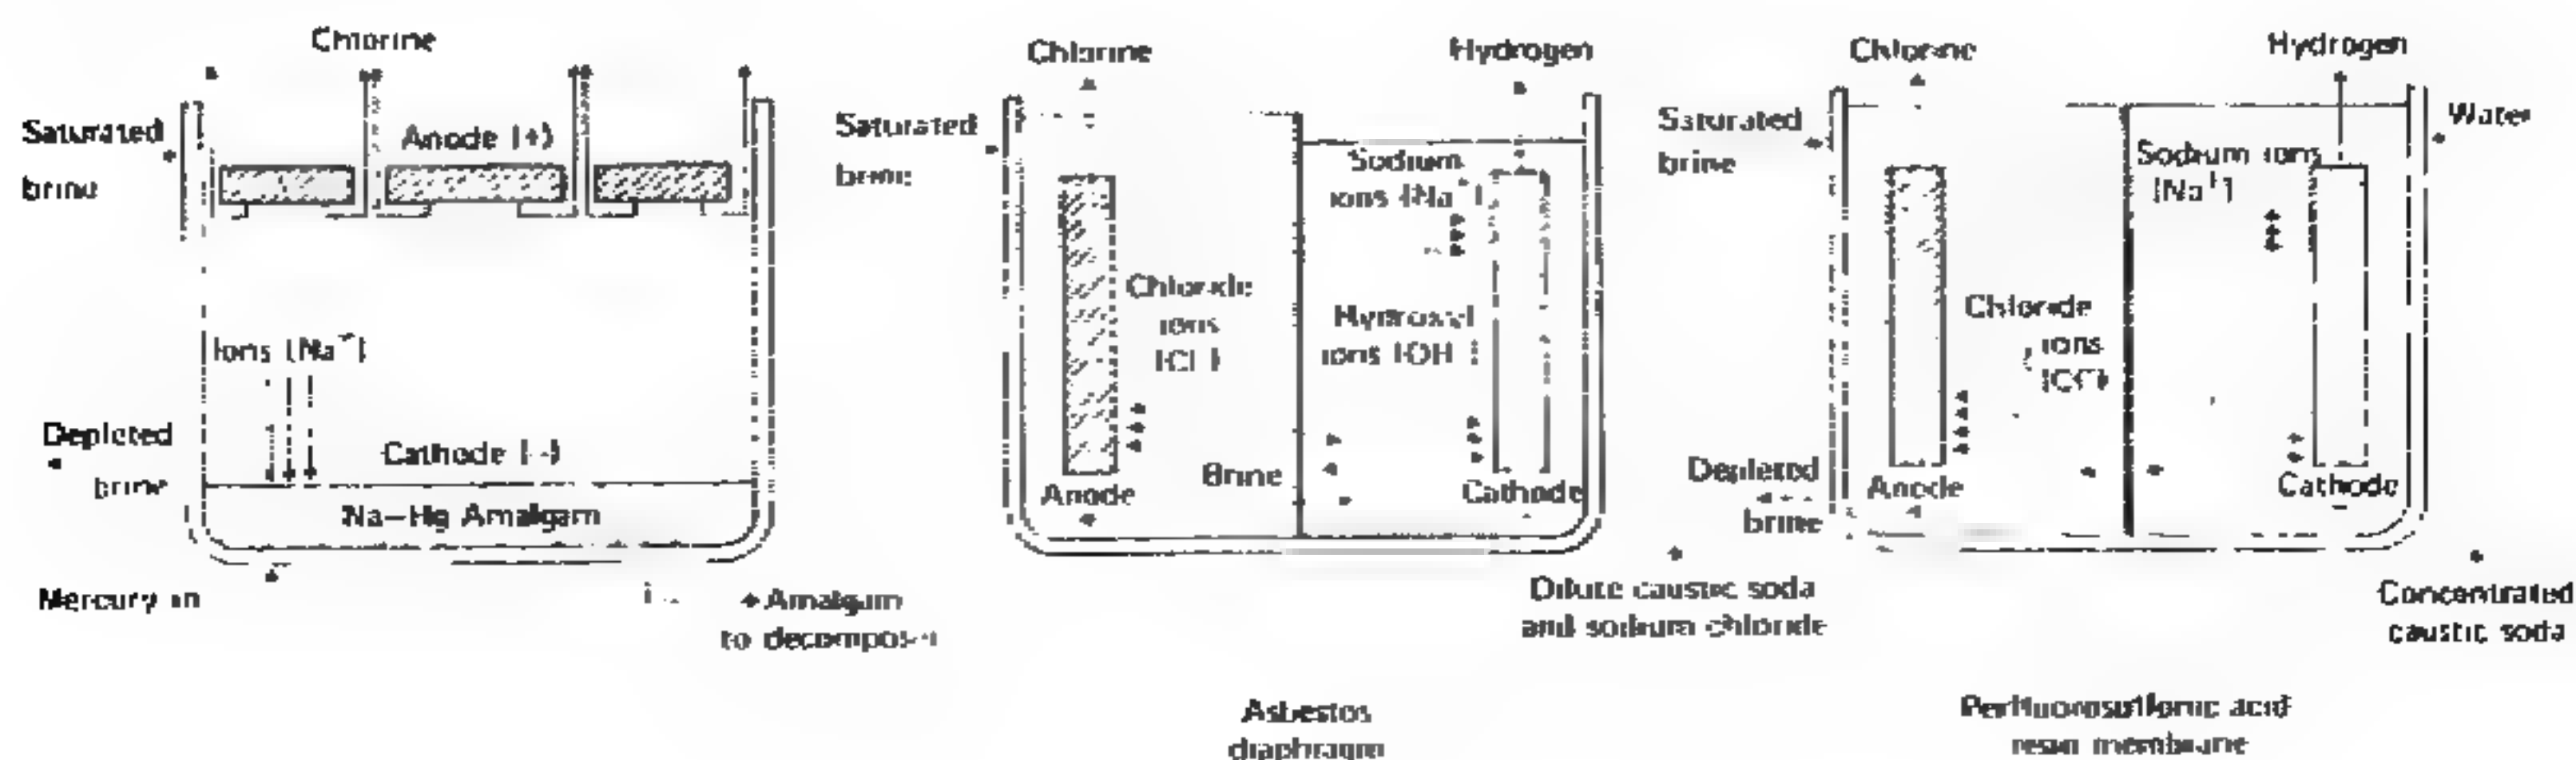 Chlorine
Saturated
brine
Anode (+)
Ions (Na⁺)
Depleted
brine
Cathode (-)
Na–Hg Amalgam
Mercury in
Amalgam
to decomposer
Chlorine
Hydrogen
Saturated
brine
Sodium
ions (Na⁺)
Chloride
ions
(Cl⁻)
Hydroxyl
ions (OH⁻)
Brine
Anode
Cathode
Dilute caustic soda
and sodium chloride
Asbestos
diaphragm
Chlorine
Hydrogen
Saturated
brine
Water
Sodium ions
(Na⁺)
Chloride
ions
(Cl⁻)
Depleted
brine
Anode
Cathode
Concentrated
caustic soda
Perfluorosulfonic acid
resin membrane